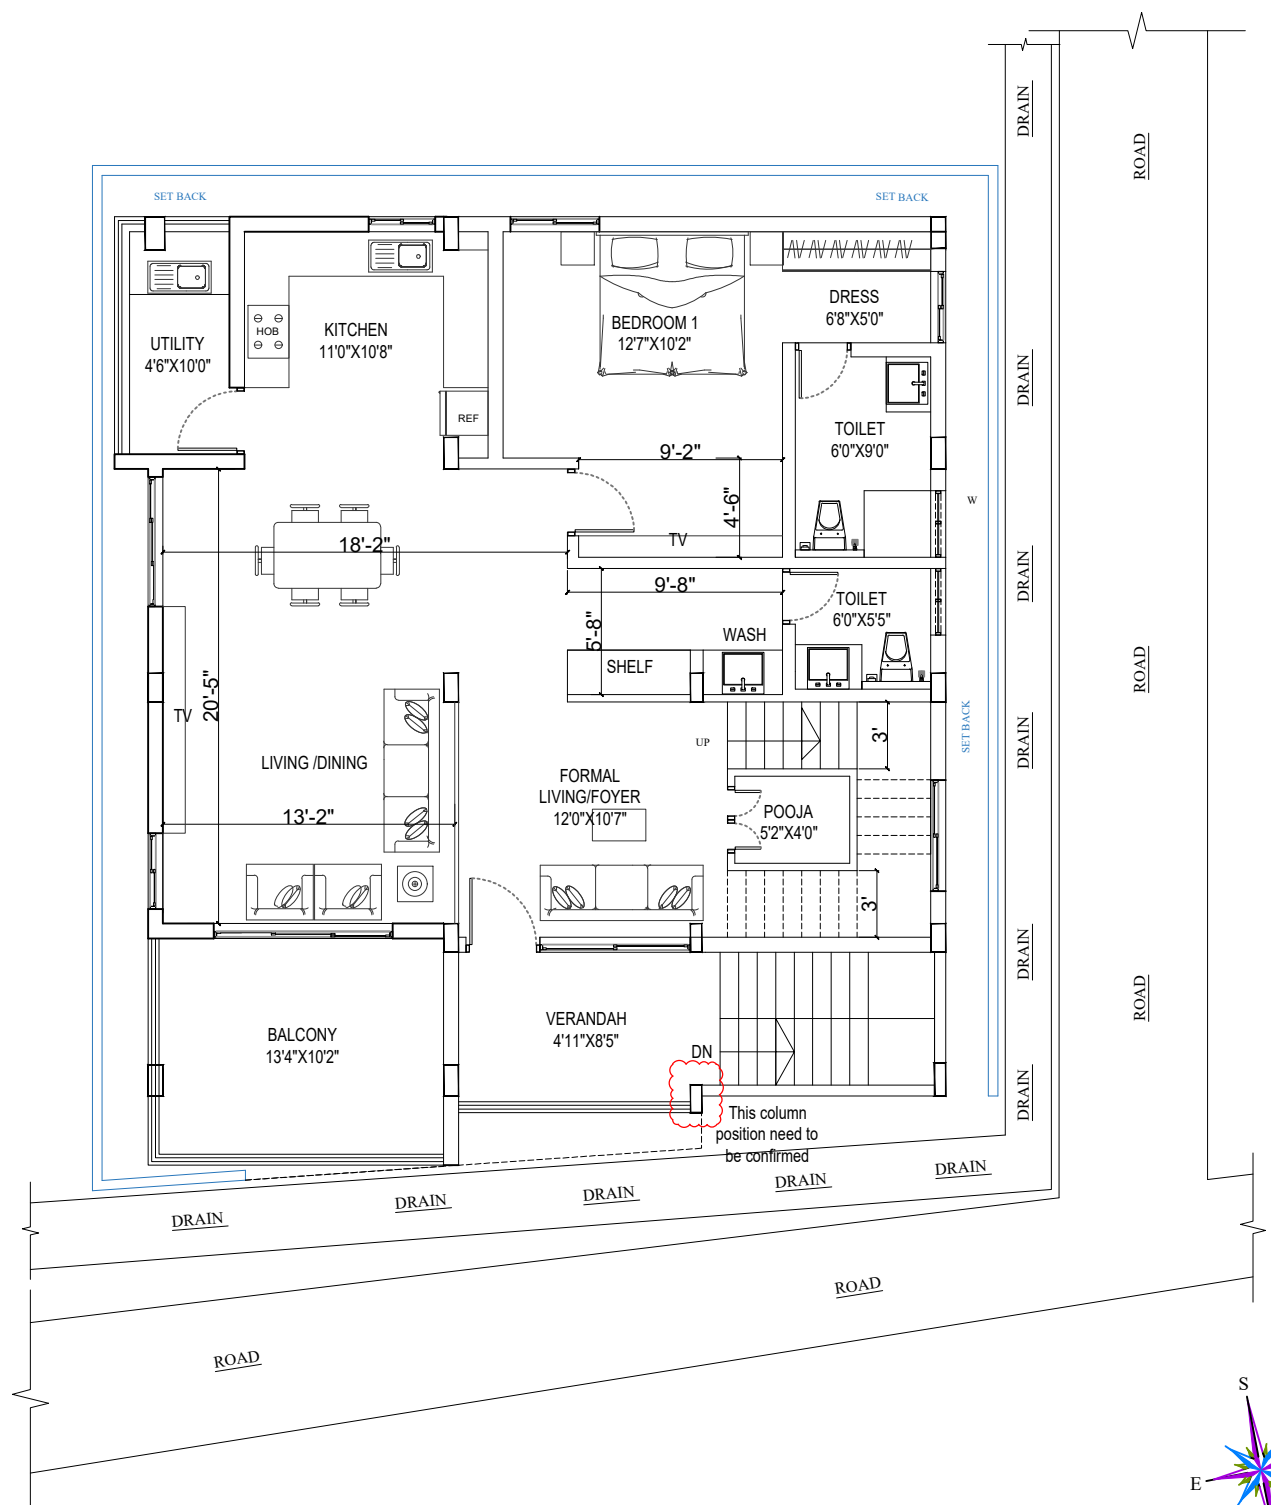 DRAIN
ROAD
SET BACK
SET BACK
DRESS
6'8"X5'0"
BEDROOM 1
12'7"X10'2"
KITCHEN
11'0"X10'8"
HOB
UTILITY
4'6"X10'0"
DRAIN
REF
TOILET
6'0"X9'0"
9'-2"
4'-6"
W
TV
18'-2"
DRAIN
9'-8"
TOILET
6'0"X5'5"
5'-8"
WASH
SHELF
ROAD
20'-5"
TV
SET BACK
3'
UP
DRAIN
LIVING /DINING
FORMAL
LIVING/FOYER
12'0"X10'7"
POOJA
5'2"X4'0"
13'-2"
3'
DRAIN
ROAD
VERANDAH
4'11"X8'5"
BALCONY
13'4"X10'2"
DN
DRAIN
This column
position need to
be confirmed
DRAIN
DRAIN
DRAIN
DRAIN
DRAIN
ROAD
ROAD
S
E